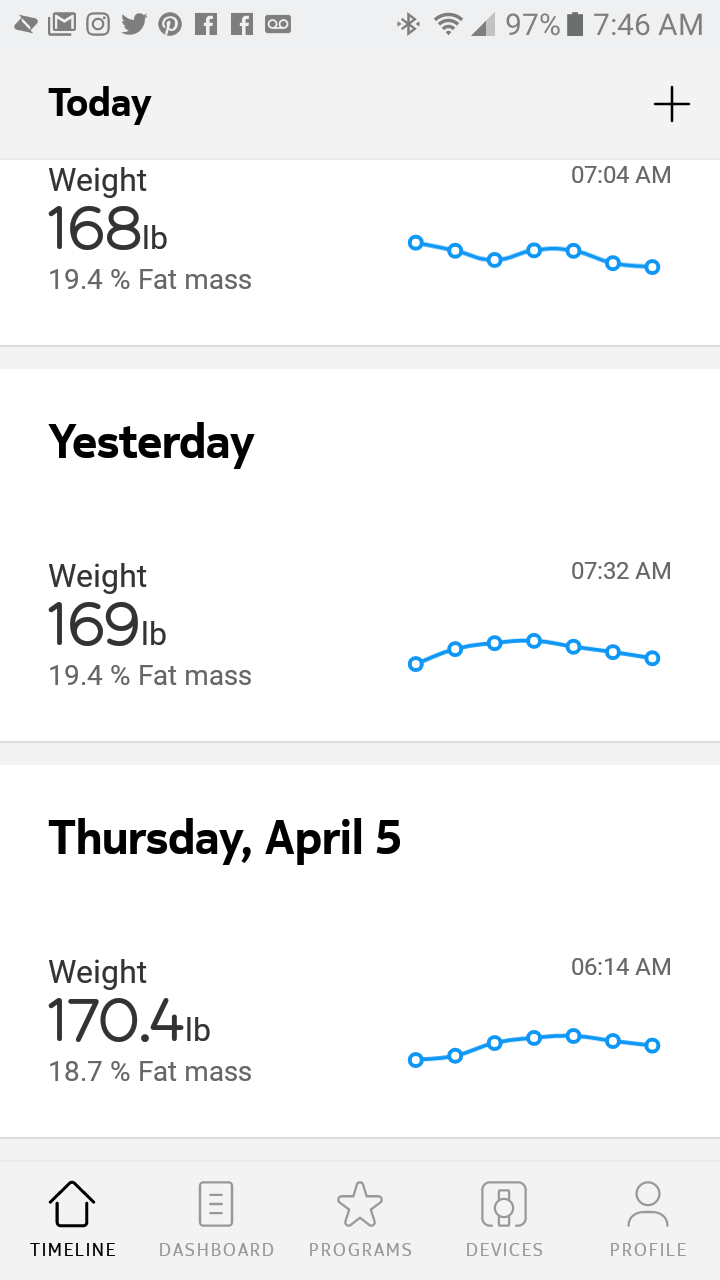 97% 7:46 AM
Today
Weight 07:04 AM
168lb
19.4 % Fat mass
Yesterday
Weight 07:32 AM
169lb
19.4 % Fat mass
Thursday, April 5
Weight 06:14 AM
170.4lb
18.7 % Fat mass
TIMELINE DASHBOARD PROGRAMS DEVICES PROFILE